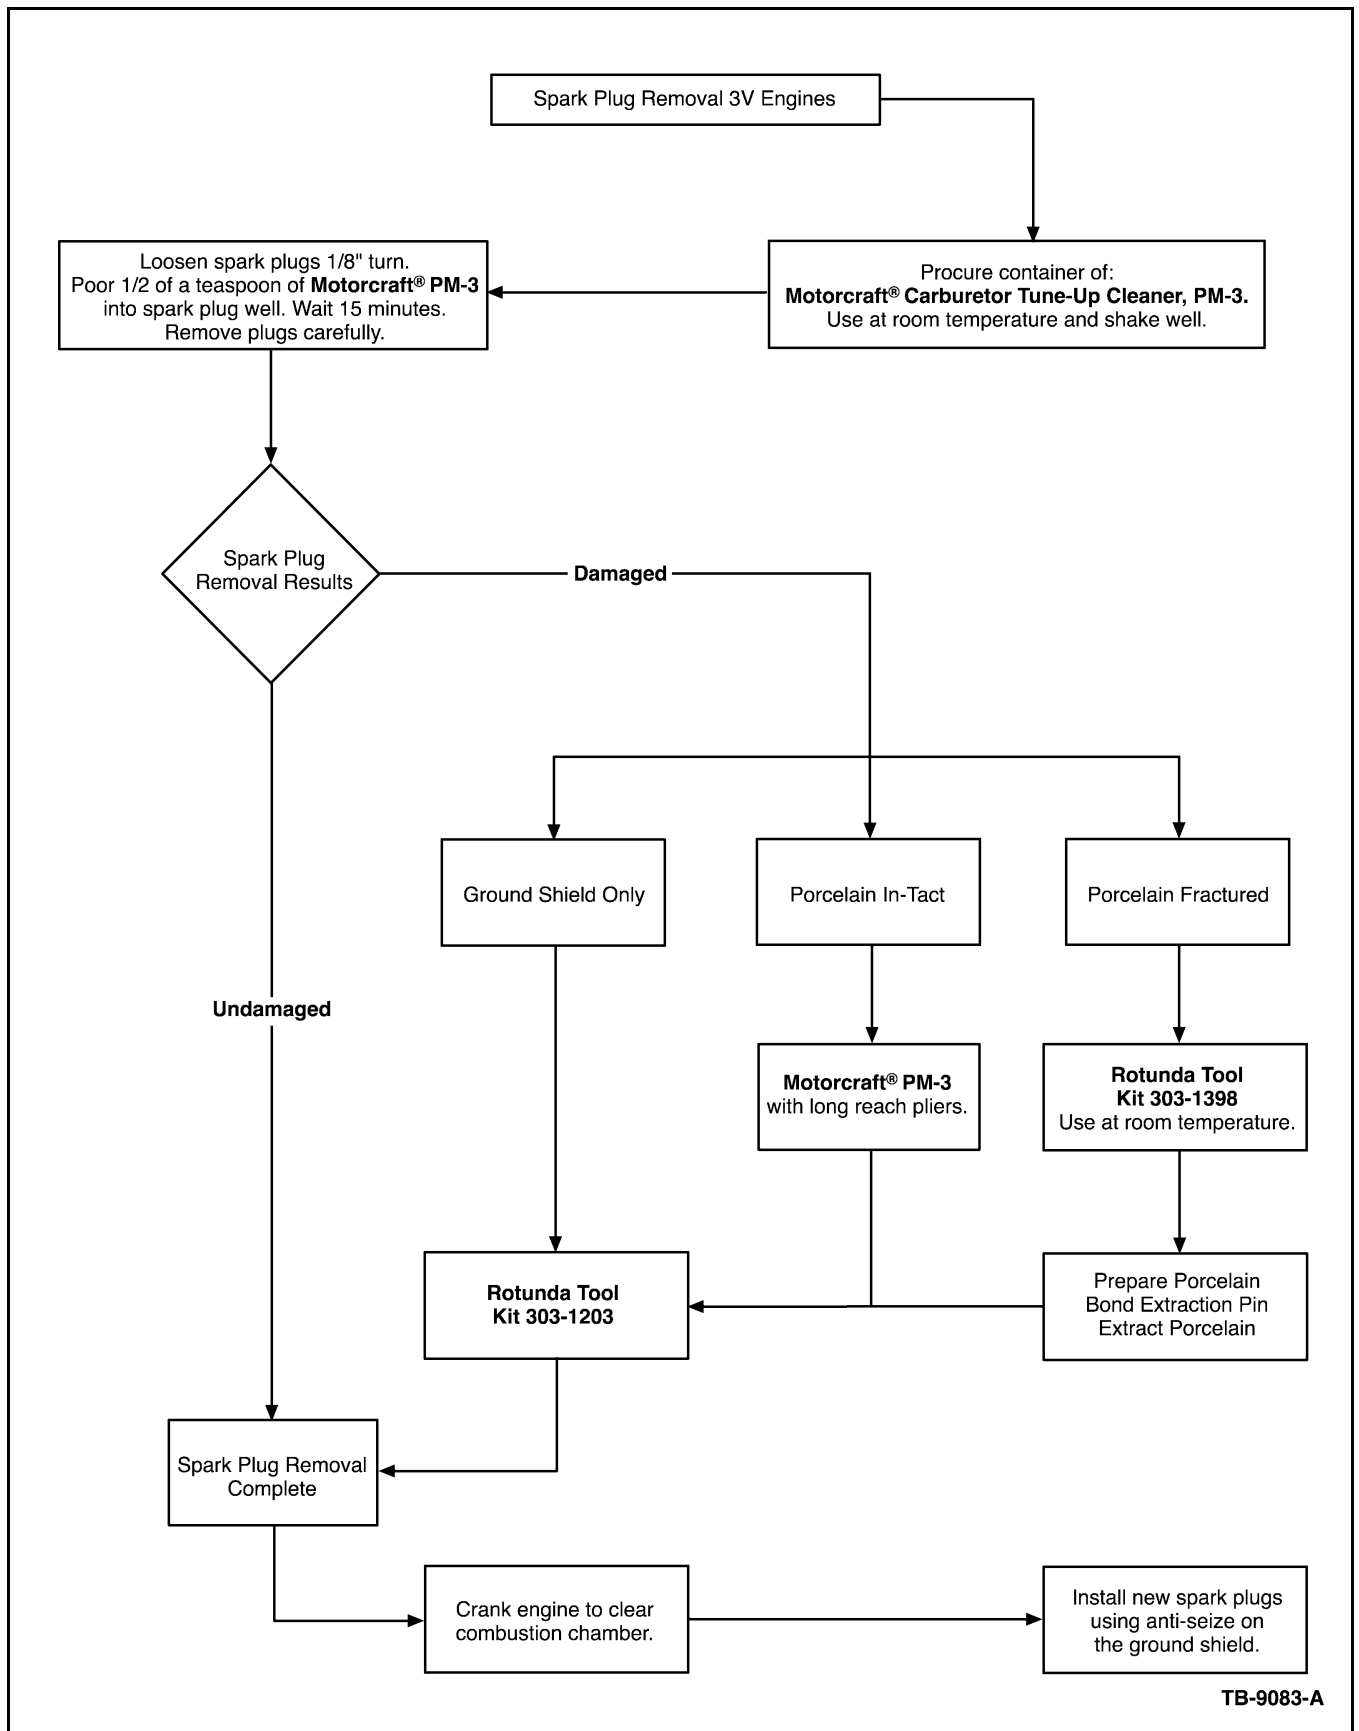 Spark Plug Removal 3V Engines
Procure container of:
Motorcraft® Carburetor Tune-Up Cleaner, PM-3.
Use at room temperature and shake well.
Loosen spark plugs 1/8" turn.
Poor 1/2 of a teaspoon of Motorcraft® PM-3
into spark plug well. Wait 15 minutes.
Remove plugs carefully.
Spark Plug
Removal Results
Damaged
Undamaged
Ground Shield Only
Porcelain In-Tact
Porcelain Fractured
Motorcraft® PM-3
with long reach pliers.
Rotunda Tool
Kit 303-1398
Use at room temperature.
Rotunda Tool
Kit 303-1203
Prepare Porcelain
Bond Extraction Pin
Extract Porcelain
Spark Plug Removal
Complete
Crank engine to clear
combustion chamber.
Install new spark plugs
using anti-seize on
the ground shield.
TB-9083-A